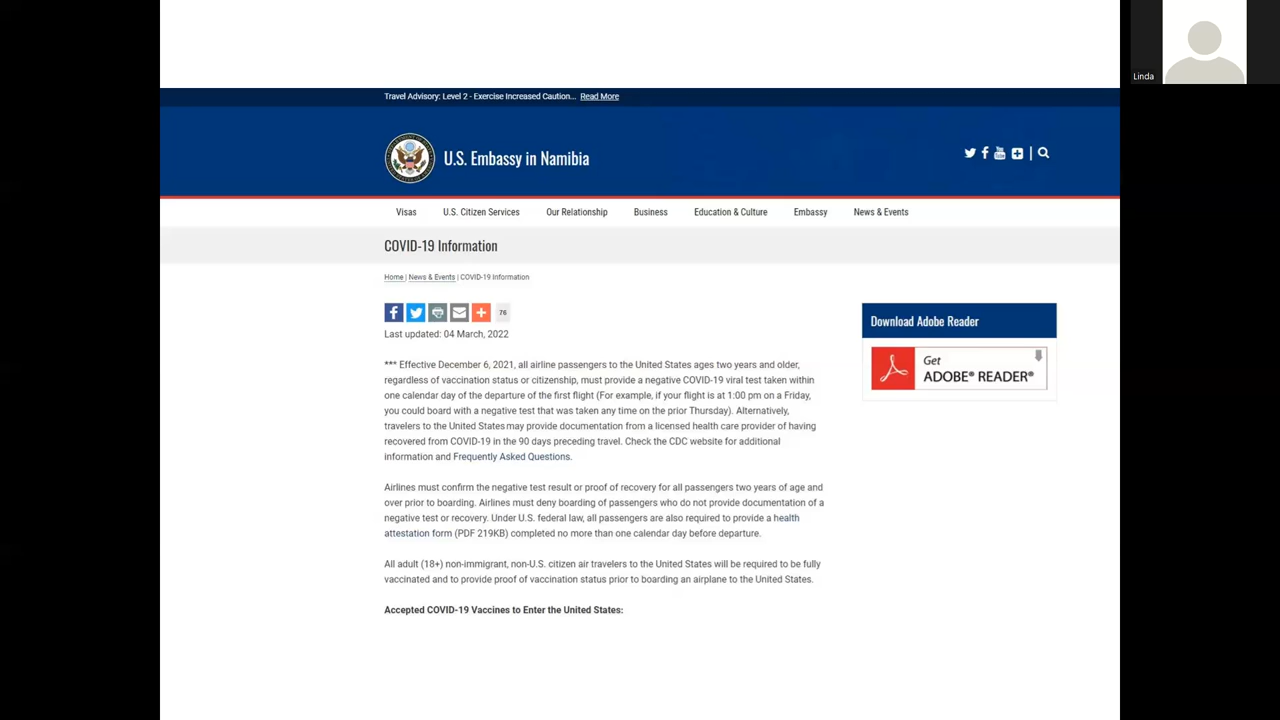 Travel Advisory: Level 2 - Exercise Increased Caution... Read More
U.S. Embassy in Namibia
Visas U.S. Citizen Services Our Relationship Business Education & Culture Embassy News & Events
COVID-19 Information
Home | News & Events | COVID-19 Information
76
Last updated: 04 March, 2022
*** Effective December 6, 2021, all airline passengers to the United States ages two years and older,
regardless of vaccination status or citizenship, must provide a negative COVID-19 viral test taken within
one calendar day of the departure of the first flight (For example, if your flight is at 1:00 pm on a Friday,
you could board with a negative test that was taken any time on the prior Thursday). Alternatively,
travelers to the United States may provide documentation from a licensed health care provider of having
recovered from COVID-19 in the 90 days preceding travel. Check the CDC website for additional
information and Frequently Asked Questions.
Airlines must confirm the negative test result or proof of recovery for all passengers two years of age and
over prior to boarding. Airlines must deny boarding of passengers who do not provide documentation of a
negative test or recovery. Under U.S. federal law, all passengers are also required to provide a health
attestation form (PDF 219KB) completed no more than one calendar day before departure.
All adult (18+) non-immigrant, non-U.S. citizen air travelers to the United States will be required to be fully
vaccinated and to provide proof of vaccination status prior to boarding an airplane to the United States.
Accepted COVID-19 Vaccines to Enter the United States:
Download Adobe Reader
Get
ADOBE® READER®
Linda